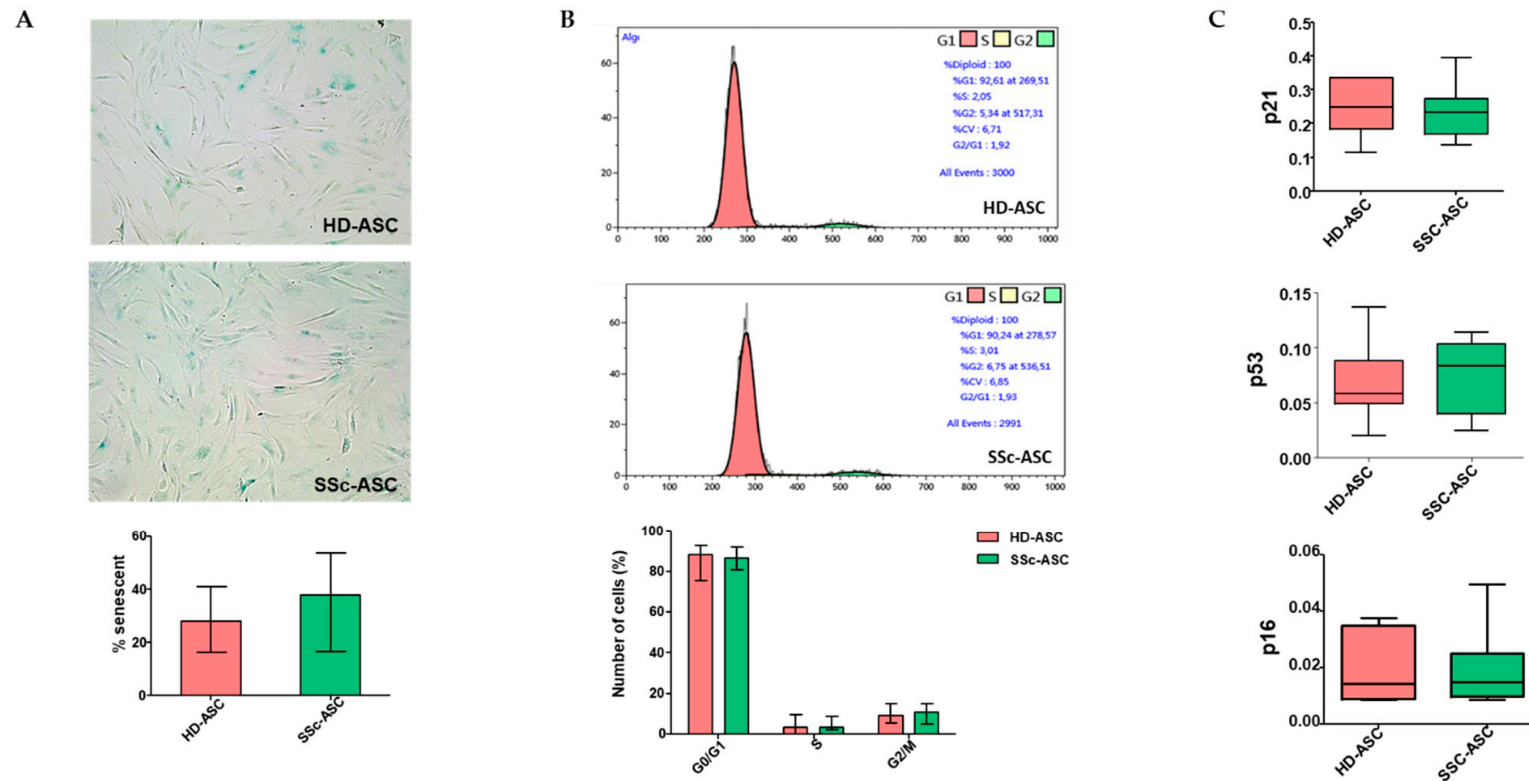 A
HD-ASC
SSc-ASC
60
40
20
0
% senescent
HD-ASC
SSc-ASC
B
Algo
G1 S G2
%Diploid : 100
%G1: 92,61 at 269,51
%S: 2,05
%G2: 5,34 at 517,31
%CV : 6,71
G2/G1 : 1,92
All Events : 3000
60
40
20
0
HD-ASC
0 100 200 300 400 500 600 700 800 900 1000
G1 S G2
%Diploid : 100
%G1: 90,24 at 278,57
%S: 3,01
%G2: 6,75 at 536,51
%CV : 6,85
G2/G1 : 1,93
All Events : 2991
60
40
20
0
SSc-ASC
0 100 200 300 400 500 600 700 800 900 1000
100
80
60
40
20
0
Number of cells (%)
HD-ASC
SSc-ASC
G0/G1
S
G2/M
C
0.5
0.4
0.3
0.2
0.1
0.0
p21
HD-ASC
SSC-ASC
0.15
0.10
0.05
0.00
p53
HD-ASC
SSC-ASC
0.06
0.04
0.02
0.00
p16
HD-ASC
SSC-ASC